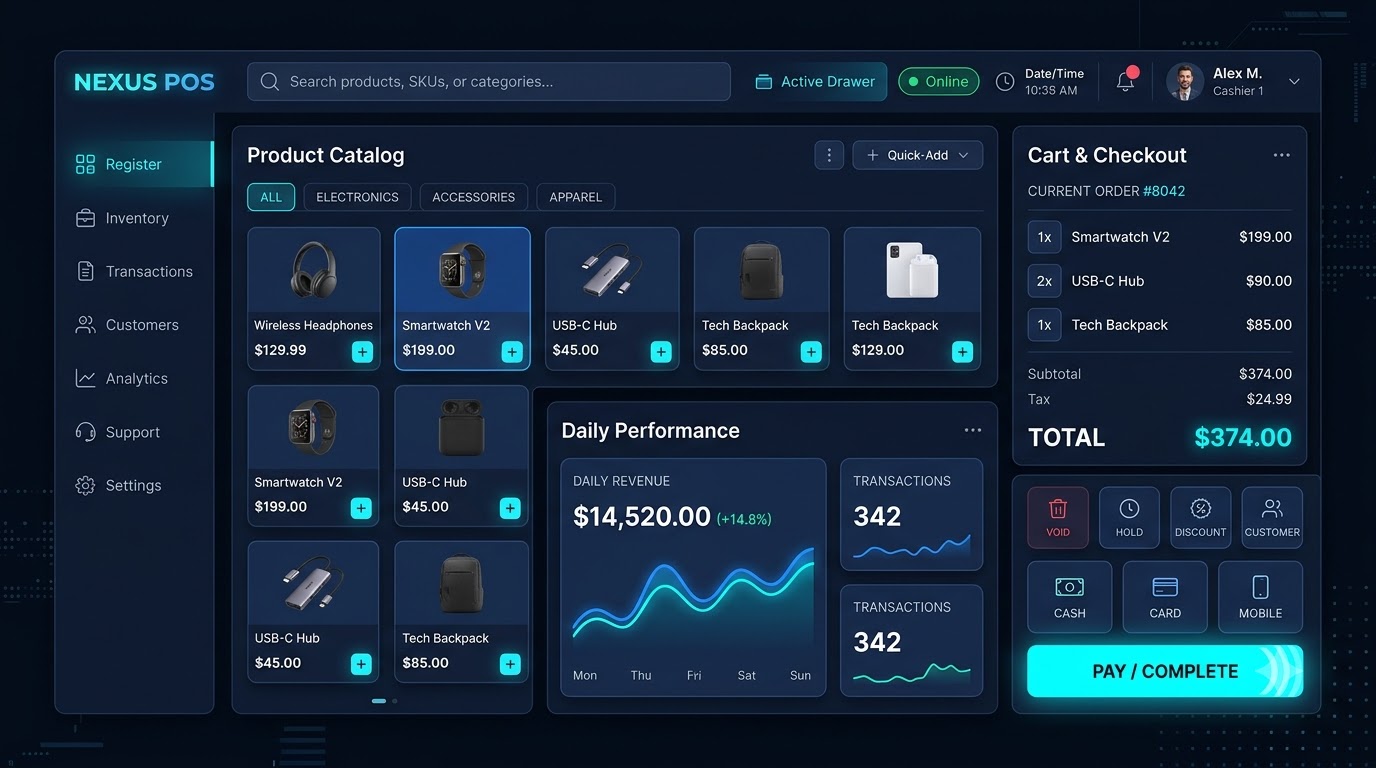 NEXUS POS
Search products, SKUs, or categories...
Active Drawer
Online
Date/Time
10:38 AM
Alex M.
Cashier 1
Register
Inventory
Transactions
Customers
Analytics
Support
Settings
Product Catalog
Quick-Add
ALL
ELECTRONICS
ACCESSORIES
APPAREL
Wireless Headphones
$129.99
Smartwatch V2
$199.00
USB-C Hub
$45.00
Tech Backpack
$85.00
Tech Backpack
$129.00
Smartwatch V2
$199.00
USB-C Hub
$45.00
USB-C Hub
$45.00
Tech Backpack
$85.00
Daily Performance
DAILY REVENUE
$14,520.00 (+14.8%)
Mon Thu Fri Sat Sun
TRANSACTIONS
342
TRANSACTIONS
342
Cart & Checkout
CURRENT ORDER #8042
1x Smartwatch V2 $199.00
2x USB-C Hub $90.00
1x Tech Backpack $85.00
Subtotal $374.00
Tax $24.99
TOTAL $374.00
VOID
HOLD
DISCOUNT
CUSTOMER
CASH
CARD
MOBILE
PAY / COMPLETE